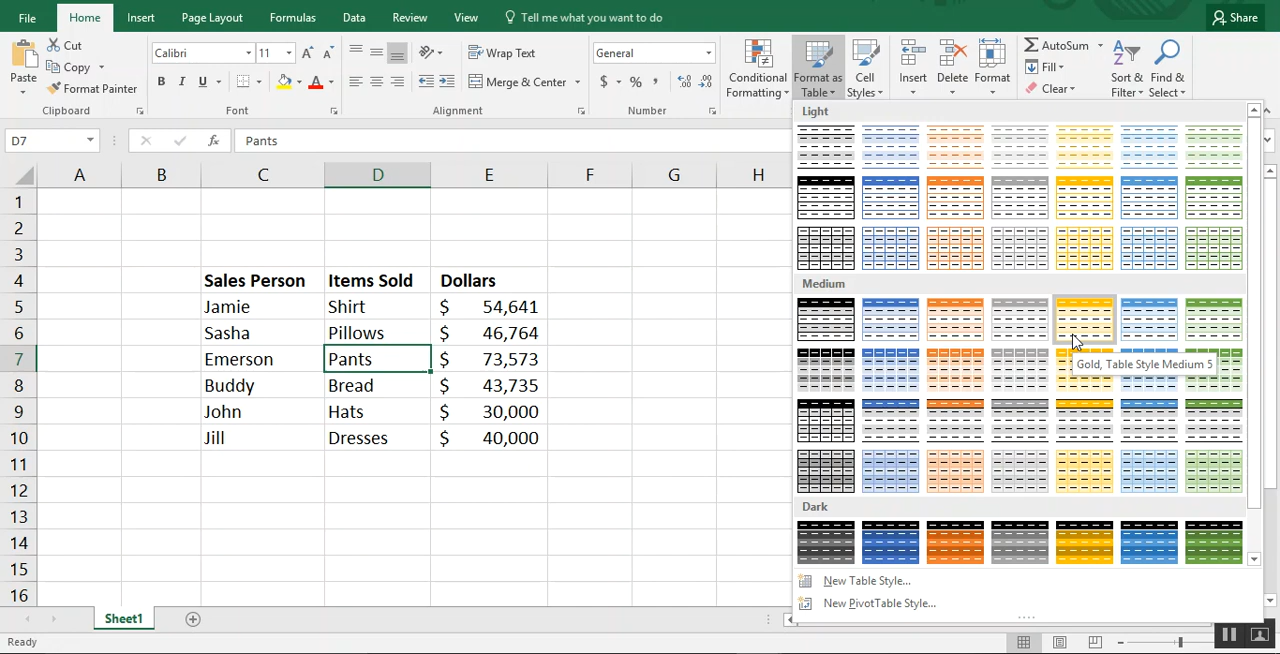 File Home Insert Page Layout Formulas Data Review View Tell me what you want to do Share
Paste
Cut
Copy
Format Painter
Clipboard
Calibri 11
B I U A
Font
Wrap Text
Merge & Center
Alignment
General
$ % ,
Number
Conditional Formatting
Format as Table
Cell Styles
Insert Delete Format
AutoSum
Fill
Clear
Sort & Filter
Find & Select
D7 fx Pants
A B C D E F G H
1
2
3
4 Sales Person Items Sold Dollars
5 Jamie Shirt $ 54,641
6 Sasha Pillows $ 46,764
7 Emerson Pants $ 73,573
8 Buddy Bread $ 43,735
9 John Hats $ 30,000
10 Jill Dresses $ 40,000
11
12
13
14
15
16
Light
Medium
Gold, Table Style Medium 5
Dark
New Table Style...
New PivotTable Style...
Sheet1
Ready